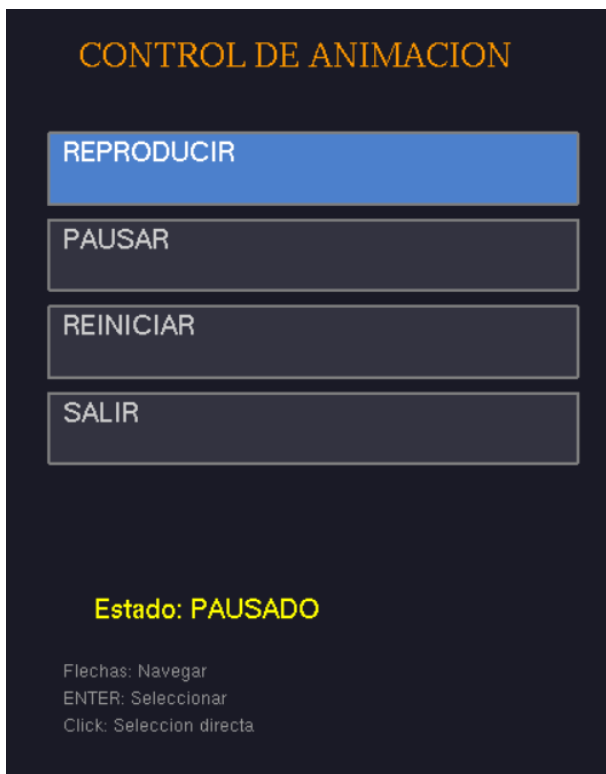 CONTROL DE ANIMACION
REPRODUCIR
PAUSAR
REINICIAR
SALIR
Estado: PAUSADO
Flechas: Navegar
ENTER: Seleccionar
Click: Seleccion directa